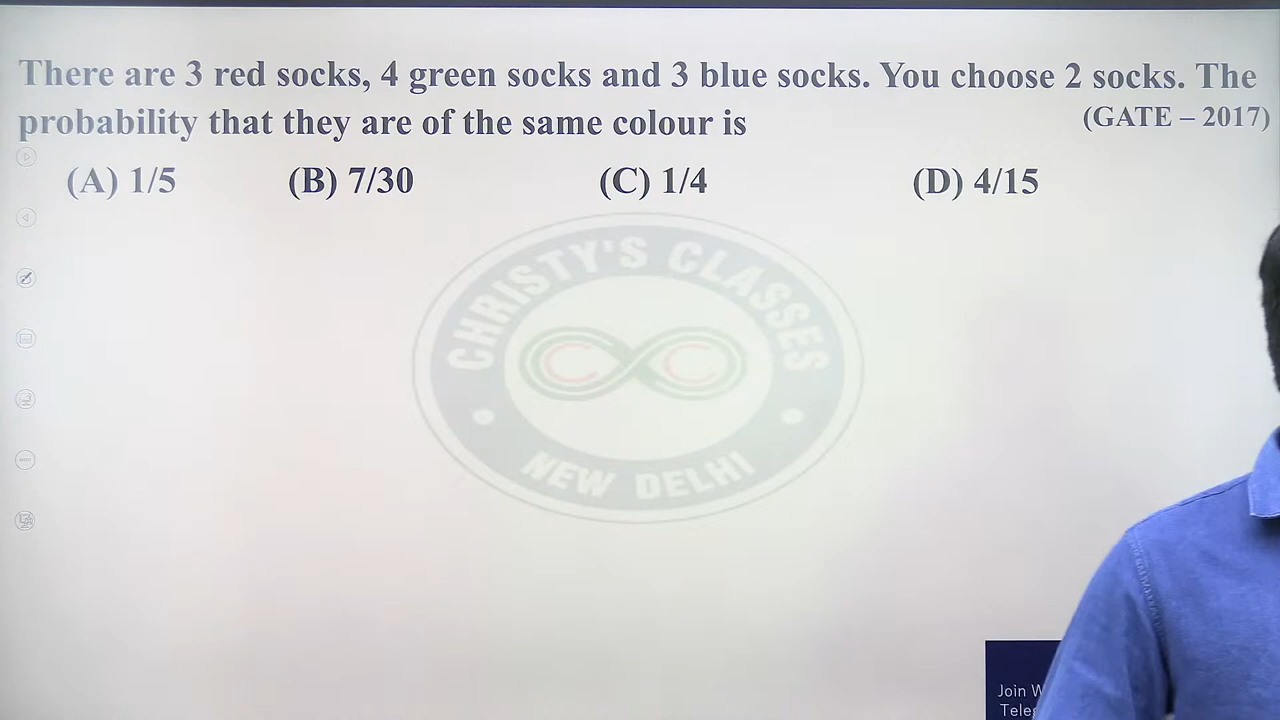 There are 3 red socks, 4 green socks and 3 blue socks. You choose 2 socks. The
probability that they are of the same colour is
(GATE – 2017)
(A) 1/5 (B) 7/30 (C) 1/4 (D) 4/15
CHRISTY'S CLASSES
CC
NEW DELHI
Join